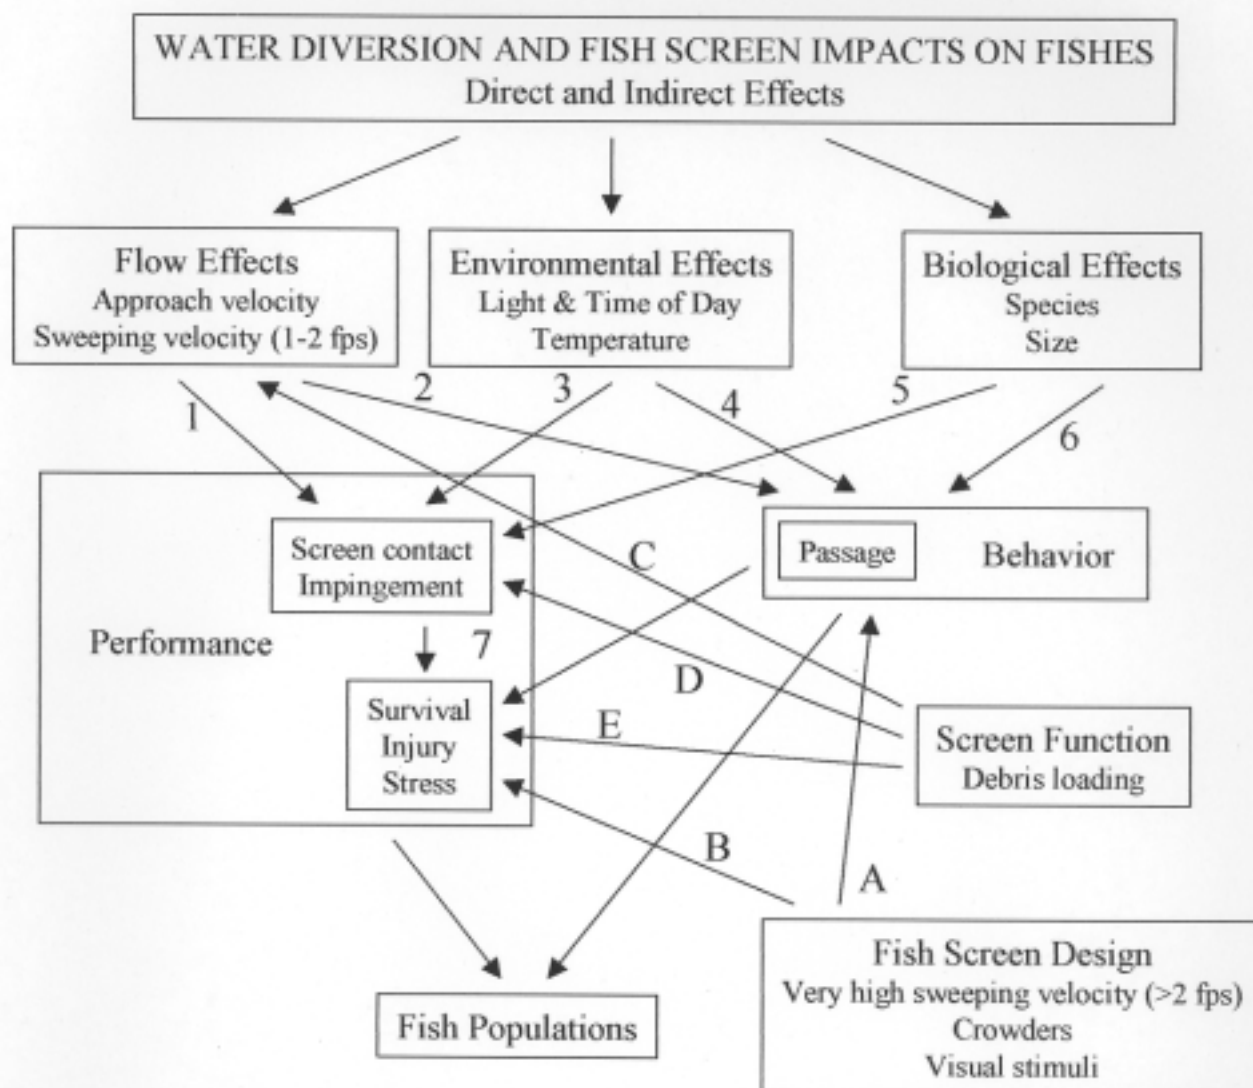 WATER DIVERSION AND FISH SCREEN IMPACTS ON FISHES
Direct and Indirect Effects
Flow Effects
Approach velocity
Sweeping velocity (1-2 fps)
Environmental Effects
Light & Time of Day
Temperature
Biological Effects
Species
Size
1
2
3
4
5
6
Screen contact
Impingement
Passage
Behavior
C
Performance
7
D
Survival
Injury
Stress
E
Screen Function
Debris loading
B
A
Fish Populations
Fish Screen Design
Very high sweeping velocity (>2 fps)
Crowders
Visual stimuli